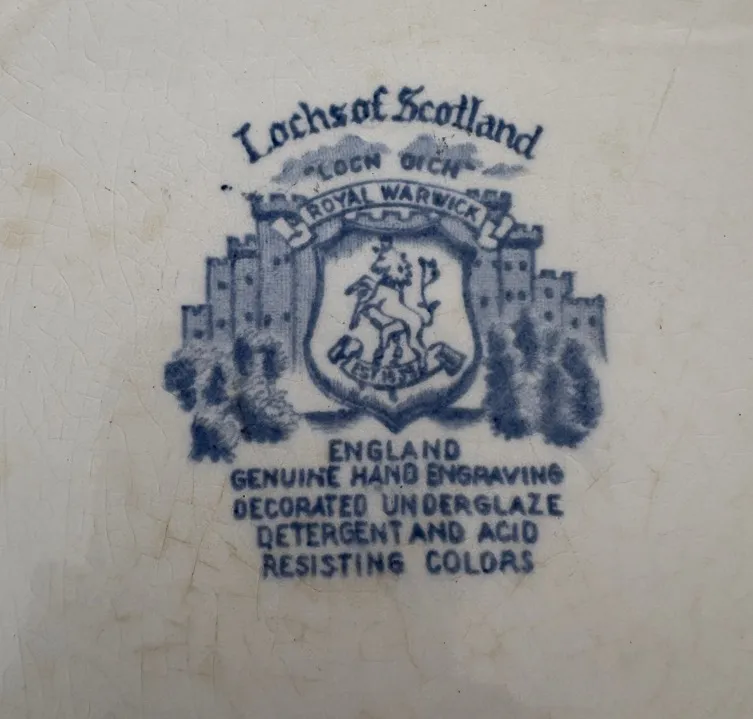 Lochs of Scotland
"LOCH OICH"
ROYAL WARWICK
ENGLAND
GENUINE HAND ENGRAVING
DECORATED UNDERGLAZE
DETERGENT AND ACID
RESISTING COLORS